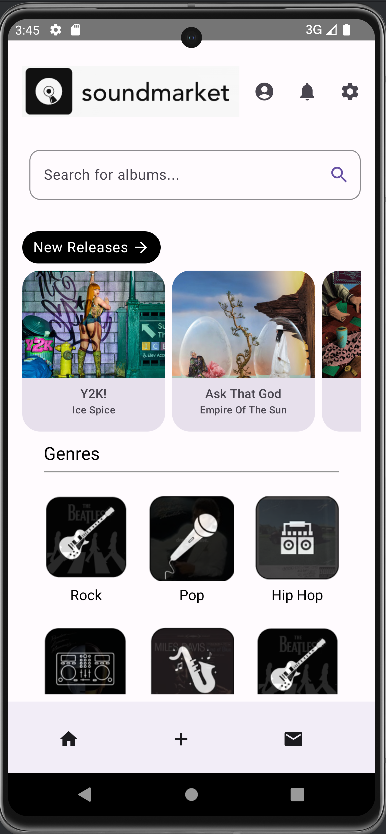 3:45
3G
soundmarket
Search for albums...
New Releases
Y2K!
Y2K!
Ice Spice
Ask That God
Empire Of The Sun
Genres
THE BEATLES
Rock
Pop
Hip Hop
MILES DAVIS
THE BEATLES